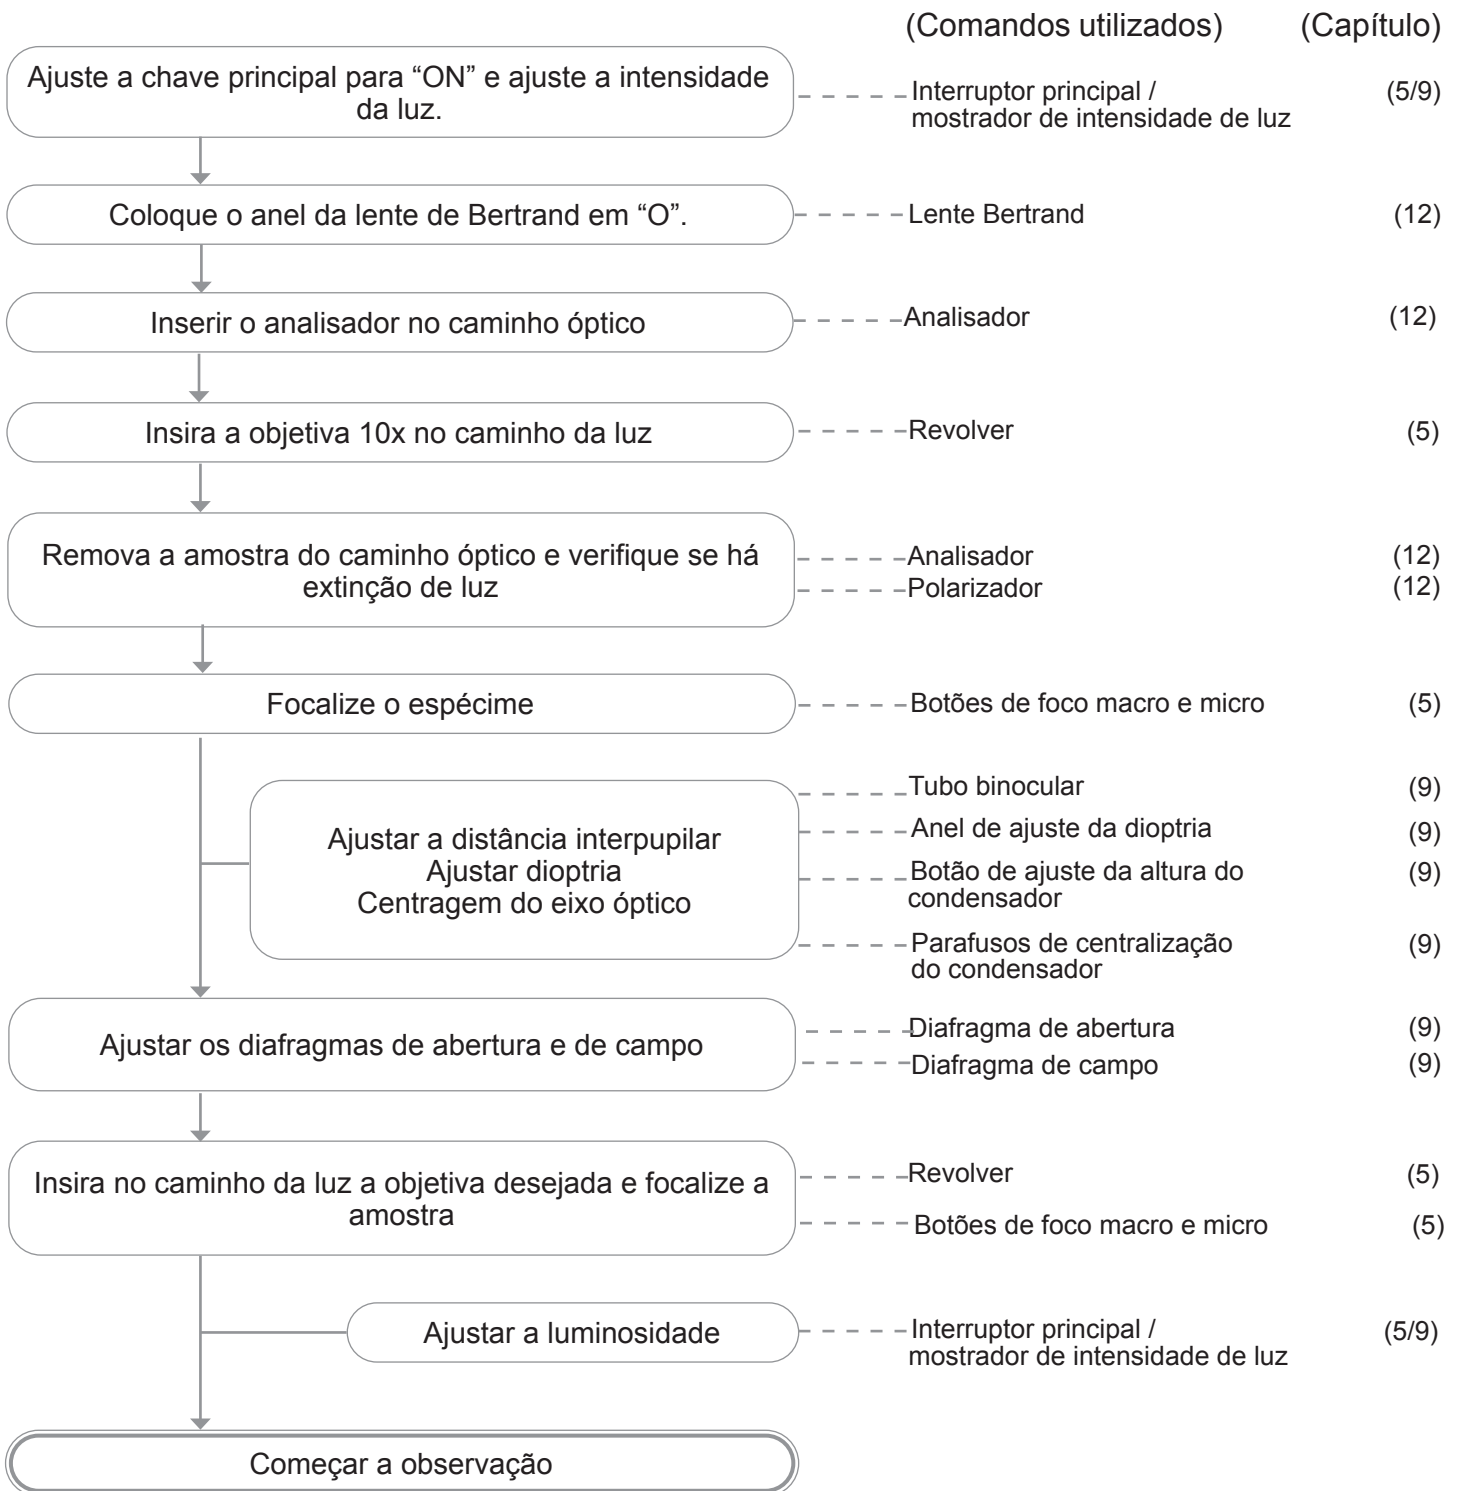 (Comandos utilizados) (Capítulo)
Ajuste a chave principal para “ON” e ajuste a intensidade
da luz.
Interruptor principal /
mostrador de intensidade de luz
(5/9)
Coloque o anel da lente de Bertrand em “O”.
Lente Bertrand
(12)
Inserir o analisador no caminho óptico
Analisador
(12)
Insira a objetiva 10x no caminho da luz
Revolver
(5)
Remova a amostra do caminho óptico e verifique se há
extinção de luz
Analisador
(12)
Polarizador
(12)
Focalize o espécime
Botões de foco macro e micro
(5)
Ajustar a distância interpupilar
Ajustar dioptria
Centragem do eixo óptico
Tubo binocular
(9)
Anel de ajuste da dioptria
(9)
Botão de ajuste da altura do
condensador
(9)
Parafusos de centralização
do condensador
(9)
Ajustar os diafragmas de abertura e de campo
Diafragma de abertura
(9)
Diafragma de campo
(9)
Insira no caminho da luz a objetiva desejada e focalize a
amostra
Revolver
(5)
Botões de foco macro e micro
(5)
Ajustar a luminosidade
Interruptor principal /
mostrador de intensidade de luz
(5/9)
Começar a observação